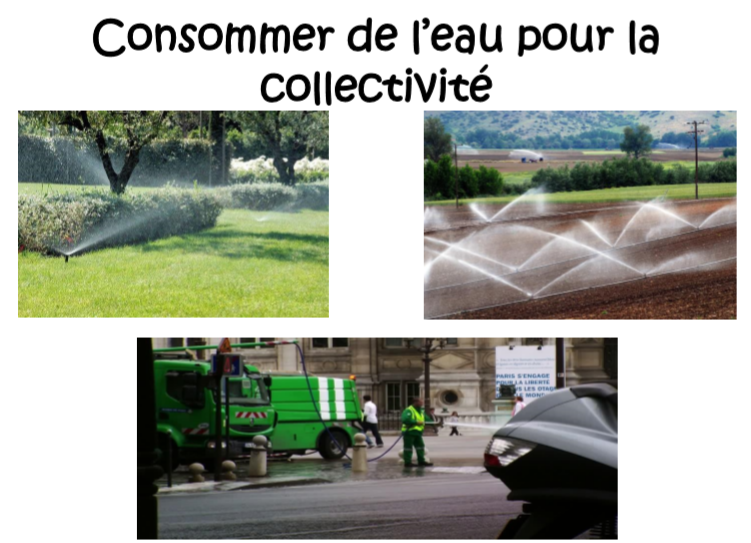 Consommer de l'eau pour la
collectivité
PARIS S'ENGAGE
POUR LA LIBERTÉ